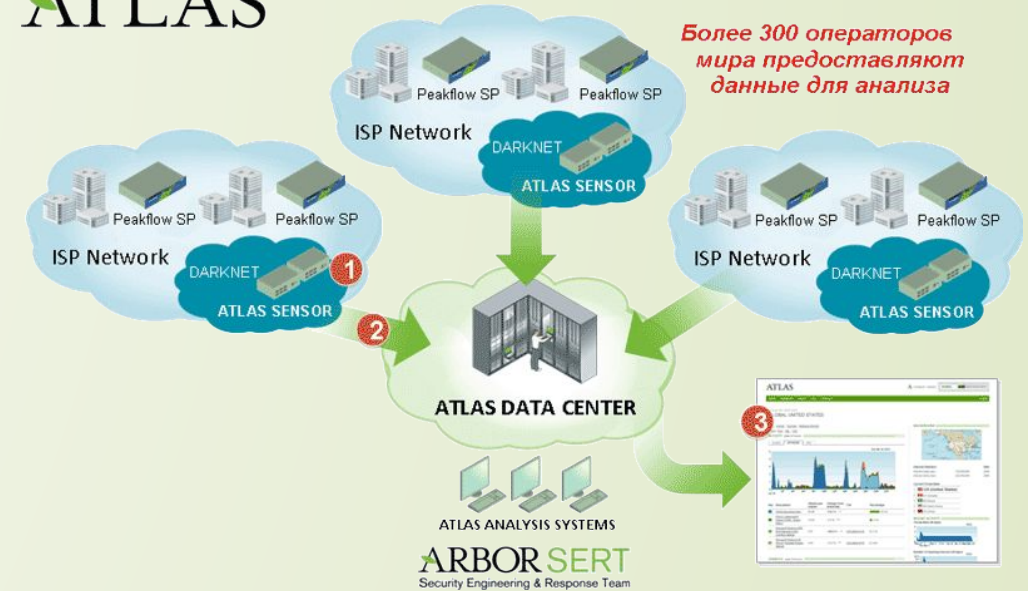 ATLAS
Более 300 операторов
мира предоставляют
данные для анализа
Peakflow SP
Peakflow SP
ISP Network
DARKNET
ATLAS SENSOR
Peakflow SP
Peakflow SP
ISP Network
DARKNET
1
ATLAS SENSOR
2
Peakflow SP
Peakflow SP
ISP Network
DARKNET
ATLAS SENSOR
ATLAS DATA CENTER
ATLAS
3
UNITED STATES
ATLAS ANALYSIS SYSTEMS
ARBOR SERT
Security Engineering & Response Team